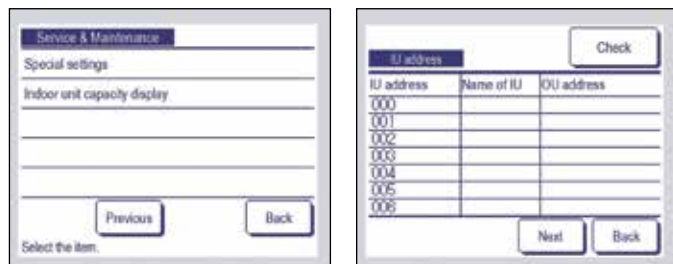 Service & Maintenance
Special settings
Indoor unit capacity display
Previous
Back
Select the item.
Check
IU address
IU address Name of IU OU address
000
001
002
003
004
005
006
Next
Back